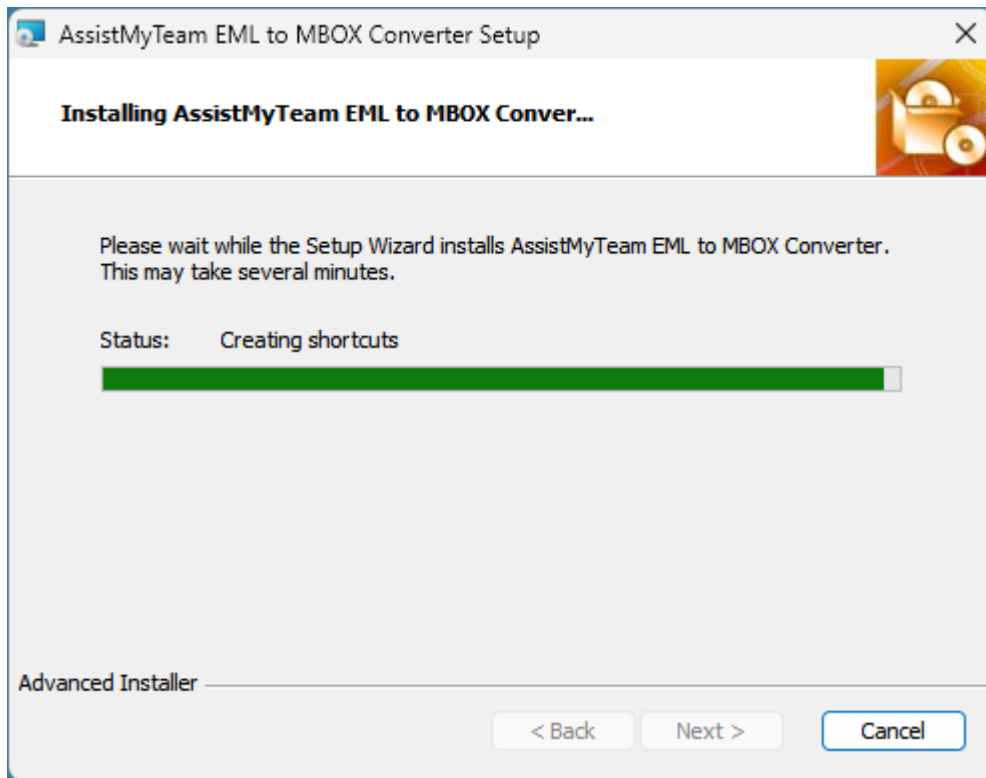 AssistMyTeam EML to MBOX Converter Setup
Installing AssistMyTeam EML to MBOX Conver...
Please wait while the Setup Wizard installs AssistMyTeam EML to MBOX Converter.
This may take several minutes.
Status: Creating shortcuts
Advanced Installer
< Back Next > Cancel